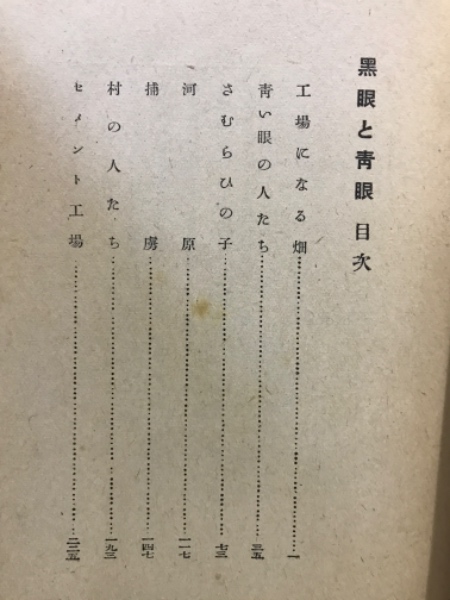 黑眼と靑眼 目次
工場になる畑……一
靑い眼の人たち……三五
さむらひの子……七三
河原……一一七
捕虜……一四七
村の人たち……一九三
セメント工場……二三五